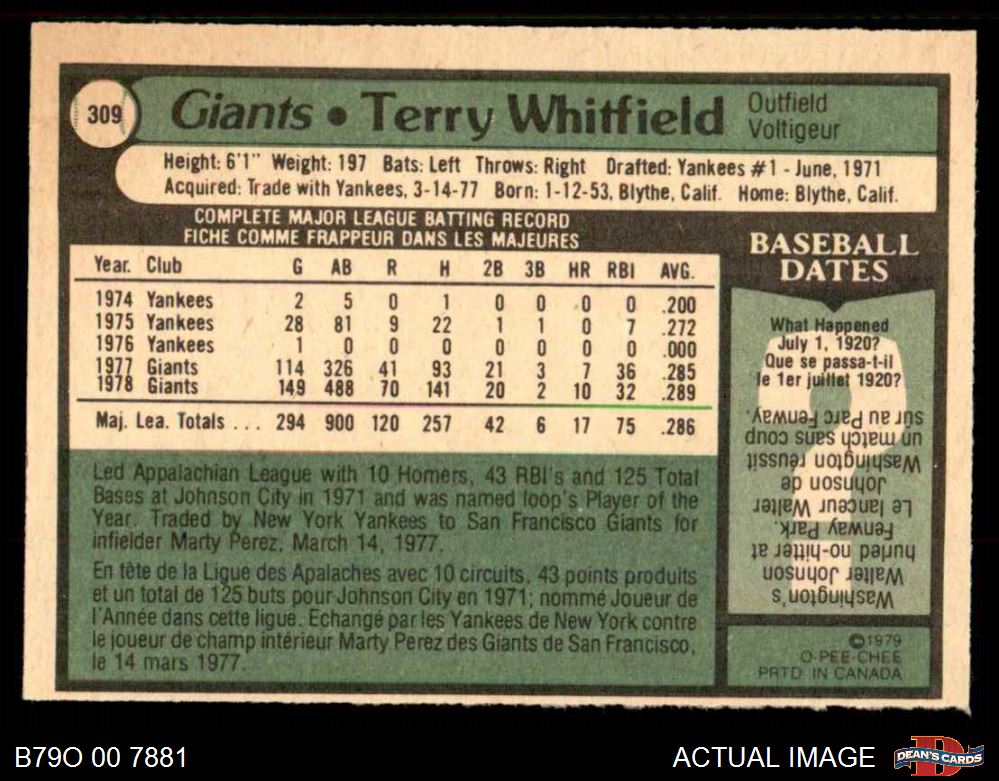 309
Giants • Terry Whitfield
Outfield
Voltigeur
Height: 6'1" Weight: 197 Bats: Left Throws: Right Drafted: Yankees #1 - June, 1971
Acquired: Trade with Yankees, 3-14-77 Born: 1-12-53, Blythe, Calif. Home: Blythe, Calif.
COMPLETE MAJOR LEAGUE BATTING RECORD
FICHE COMME FRAPPEUR DANS LES MAJEURES
Year. Club G AB R H 2B 3B HR RBI AVG.
1974 Yankees 2 5 0 1 0 0 0 0 .200
1975 Yankees 28 81 9 22 1 1 0 7 .272
1976 Yankees 1 0 0 0 0 0 0 0 .000
1977 Giants 114 326 41 93 21 3 7 36 .285
1978 Giants 149 488 70 141 20 2 10 32 .289
Maj. Lea. Totals ... 294 900 120 257 42 6 17 75 .286
Led Appalachian League with 10 Homers, 43 RBI's and 125 Total
Bases at Johnson City in 1971 and was named loop's Player of the
Year. Traded by New York Yankees to San Francisco Giants for
infielder Marty Perez, March 14, 1977.
En tête de la Ligue des Apalaches avec 10 circuits, 43 points produits
et un total de 125 buts pour Johnson City en 1971; nommé Joueur de
l'Année dans cette ligue. Echangé par les Yankees de New York contre
le joueur de champ intérieur Marty Perez des Giants de San Francisco,
le 14 mars 1977.
BASEBALL
DATES
What Happened
July 1, 1920?
Que se passa-t-il
le 1er juillet 1920?
Washington's
Walter Johnson
hurled no-hitter at
Fenway Park.
Le lanceur Walter
Johnson de
Washington réussit
un match sans coup
sûr au Parc Fenway.
©1979
O-PEE-CHEE
PRTD. IN CANADA
B79O 00 7881
ACTUAL IMAGE
DEAN'S CARDS